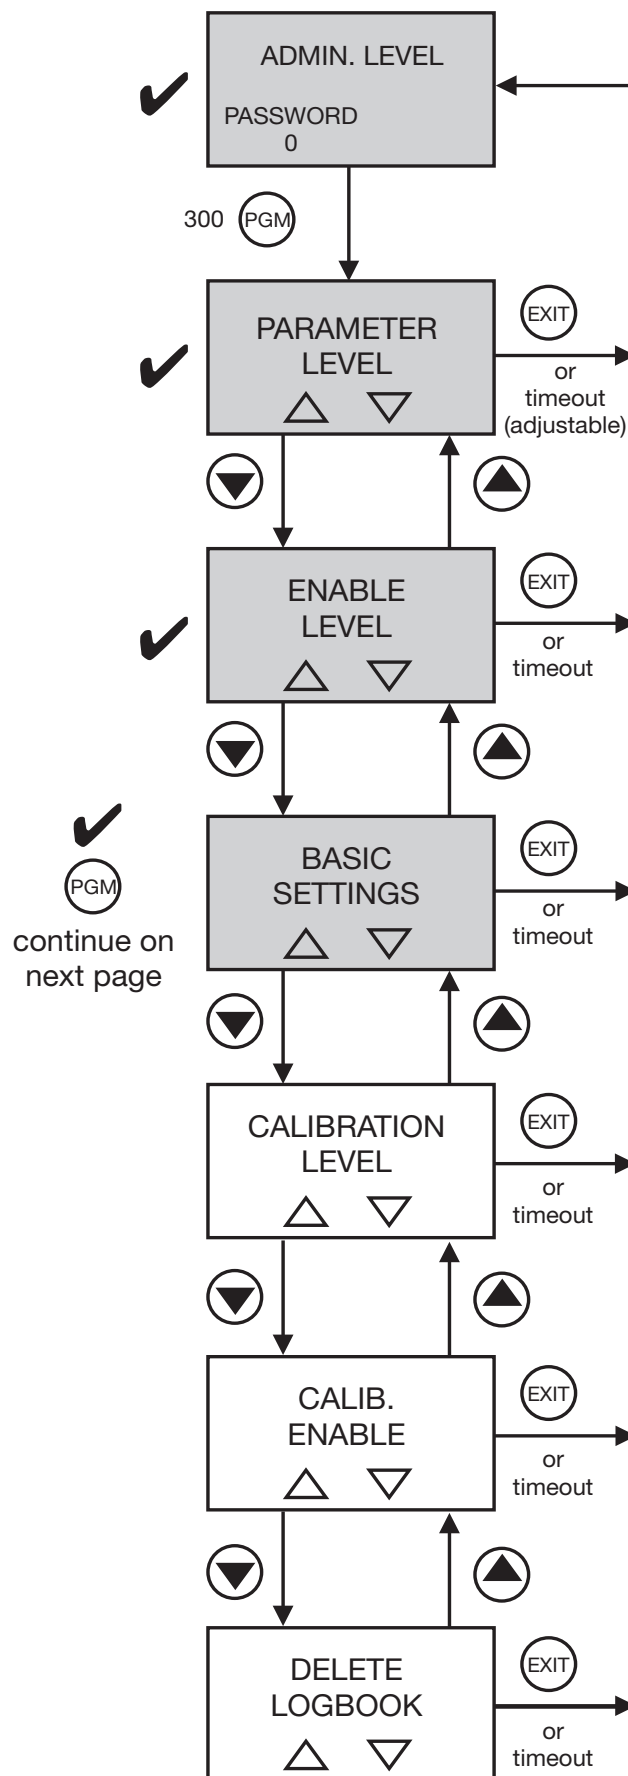 ADMIN. LEVEL
PASSWORD
0
300 PGM
PARAMETER
LEVEL
EXIT
or
timeout
(adjustable)
ENABLE
LEVEL
EXIT
or
timeout
BASIC
SETTINGS
EXIT
or
timeout
PGM
continue on
next page
CALIBRATION
LEVEL
EXIT
or
timeout
CALIB.
ENABLE
EXIT
or
timeout
DELETE
LOGBOOK
EXIT
or
timeout